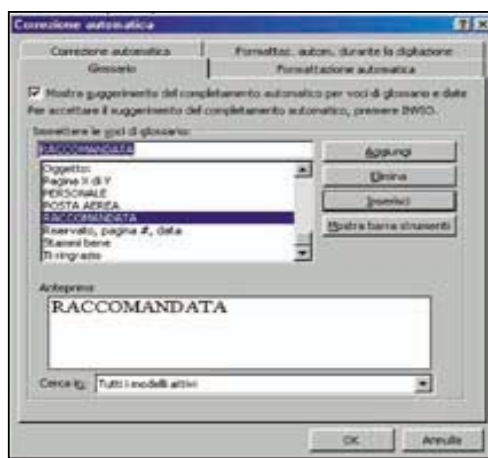 Correzione automatica
Correzione automatica
Formattaz. autom. durante la digitazione
Glossario
Formattazione automatica
Mostra suggerimento del completamento automatico per voci di glossario e date
Per accettare il suggerimento del completamento automatico, premere INVIO.
Immettere le voci di glossario:
RACCOMANDATA
Aggiungi
Oggetto:
Pagina X di Y
PERSONALE
POSTA AEREA
RACCOMANDATA
Riservato, pagina #, data
Stammi bene
Ti ringrazio
Elimina
Inserisci
Mostra barra strumenti
Anteprima
RACCOMANDATA
Cerca in: Tutti i modelli attivi
OK
Annulla